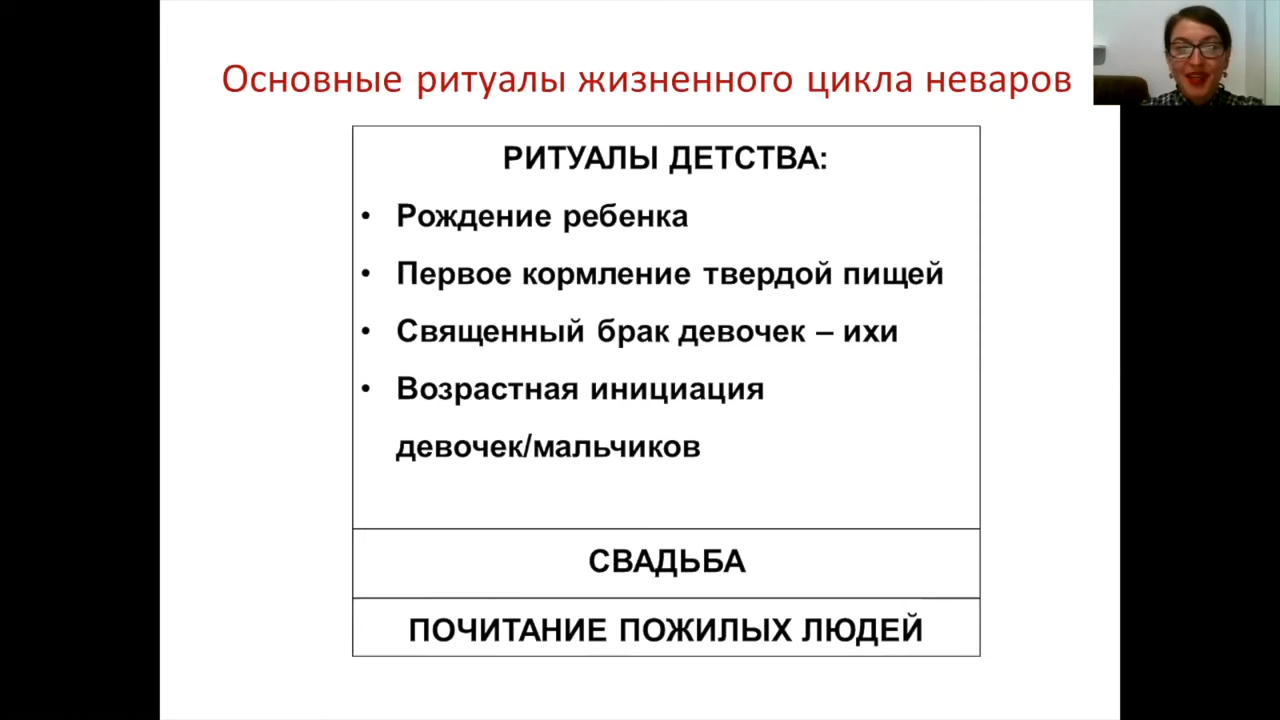 Основные ритуалы жизненного цикла неваров
РИТУАЛЫ ДЕТСТВА:
• Рождение ребенка
• Первое кормление твердой пищей
• Священный брак девочек – ихи
• Возрастная инициация
девочек/мальчиков
СВАДЬБА
ПОЧИТАНИЕ ПОЖИЛЫХ ЛЮДЕЙ